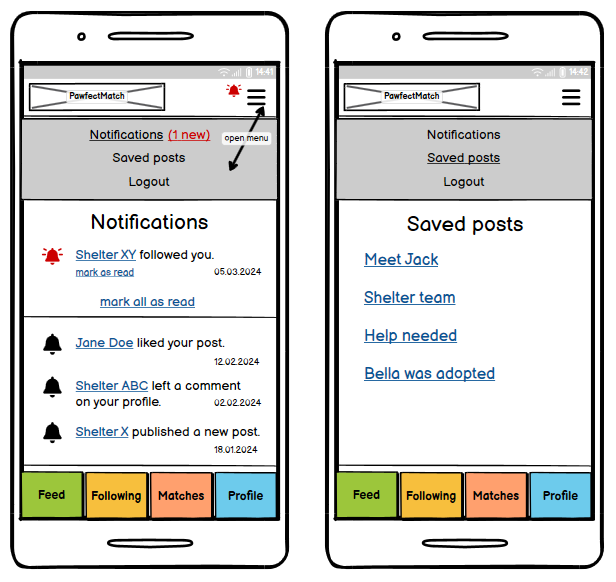 14:41
PawfectMatch
Notifications (1 new)
open menu
Saved posts
Logout
Notifications
Shelter XY followed you.
mark as read
05.03.2024
mark all as read
Jane Doe liked your post.
12.02.2024
Shelter ABC left a comment
on your profile.
02.02.2024
Shelter X published a new post.
18.01.2024
Feed
Following
Matches
Profile
14:42
PawfectMatch
Notifications
Saved posts
Logout
Saved posts
Meet Jack
Shelter team
Help needed
Bella was adopted
Feed
Following
Matches
Profile